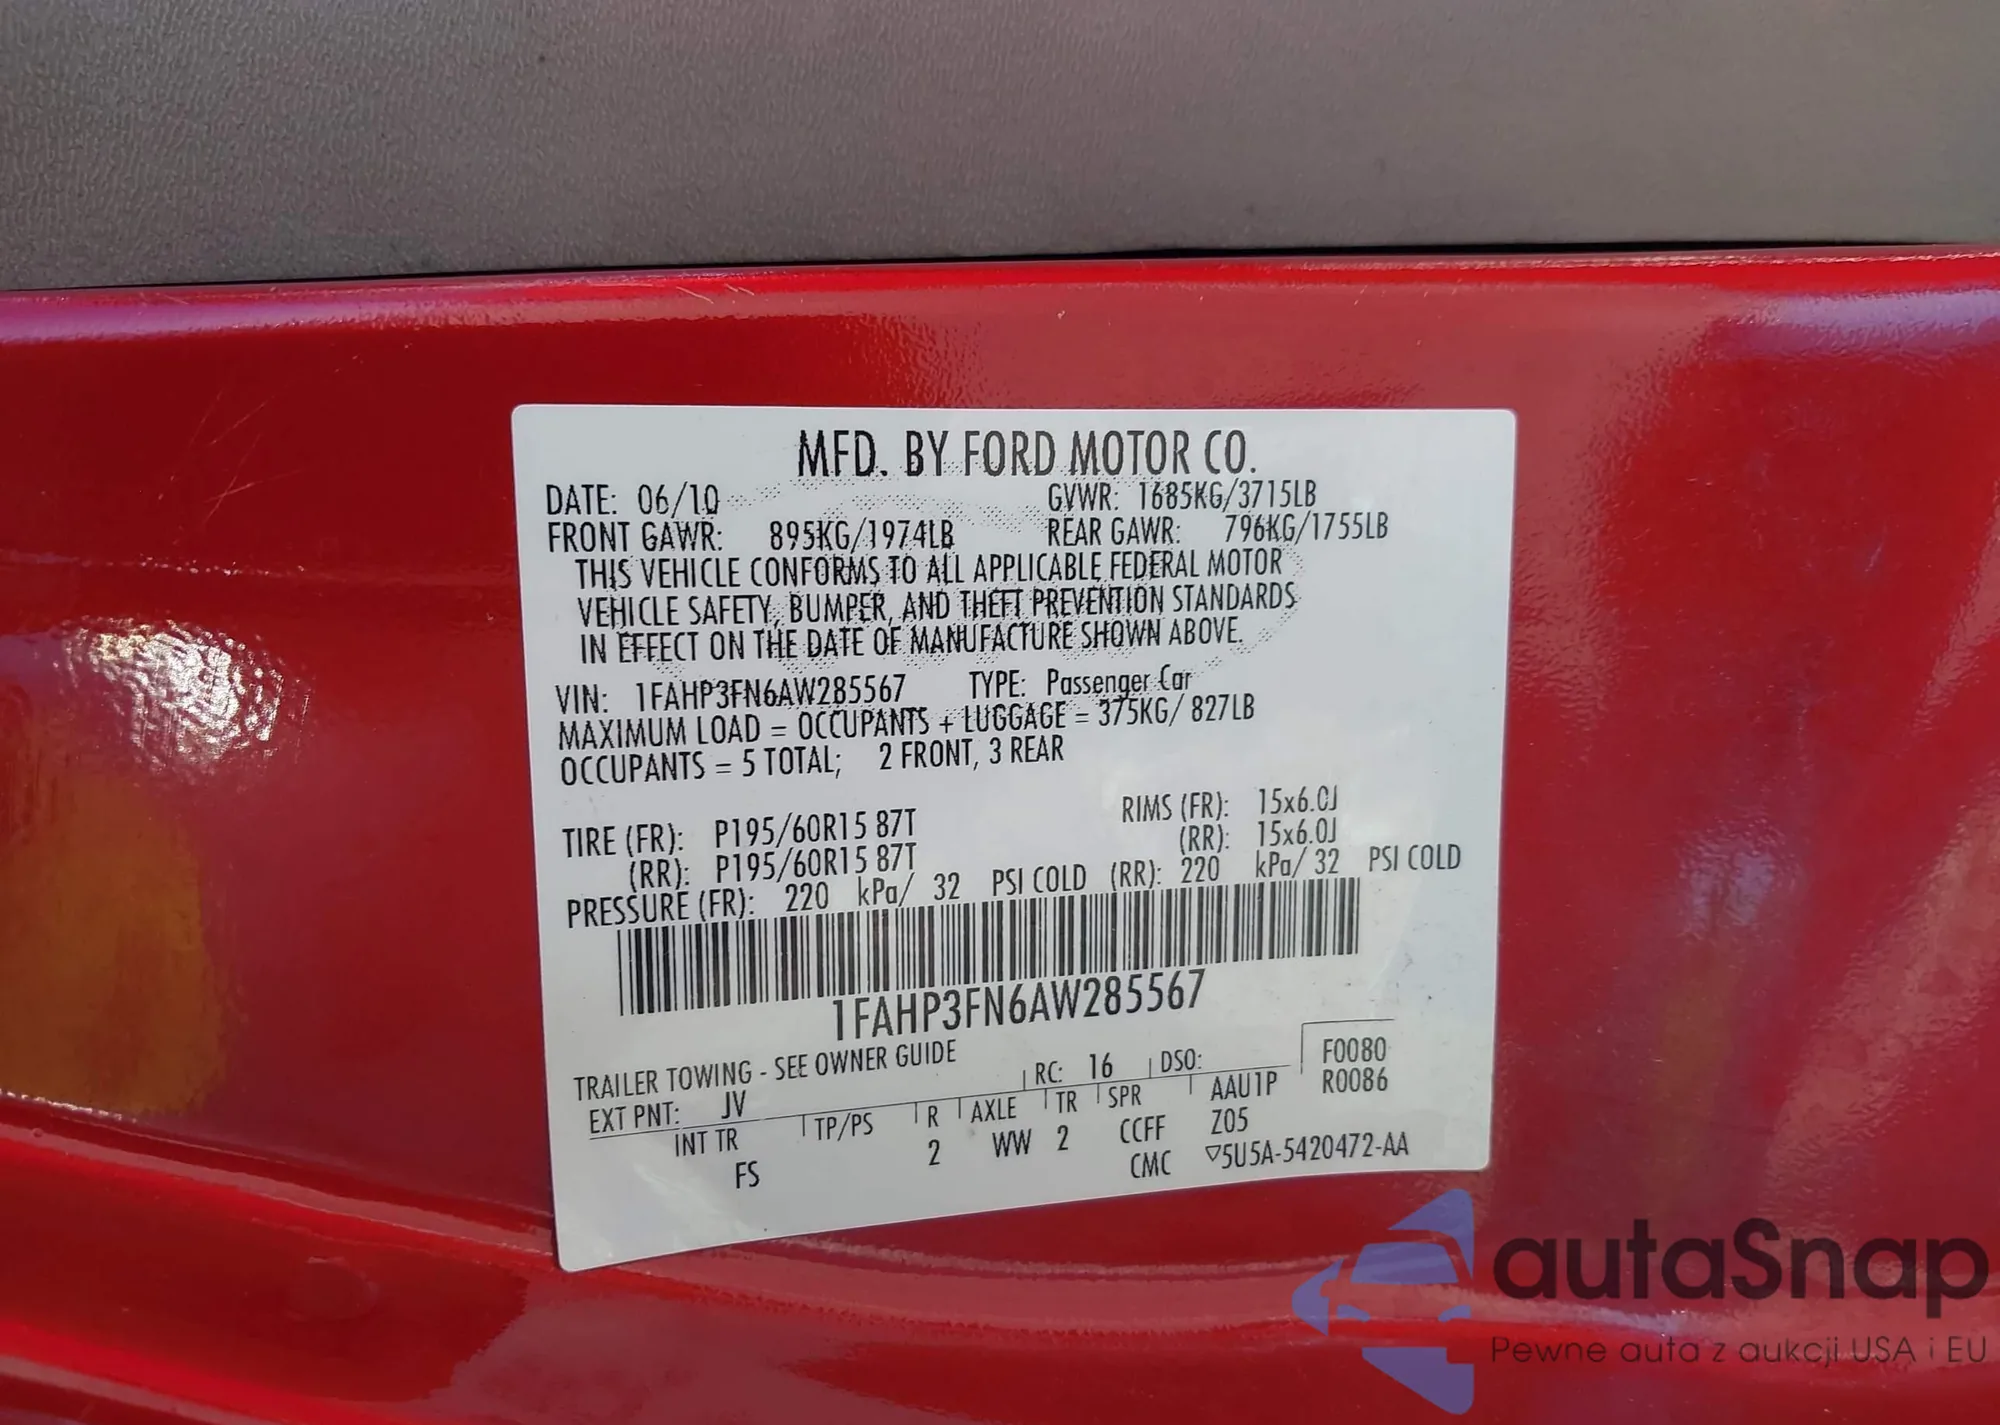 MFD. BY FORD MOTOR CO.
DATE: 06/10 GVWR: 1685KG/3715LB
FRONT GAWR: 895KG/1974LB REAR GAWR: 796KG/1755LB
THIS VEHICLE CONFORMS TO ALL APPLICABLE FEDERAL MOTOR
VEHICLE SAFETY, BUMPER, AND THEFT PREVENTION STANDARDS
IN EFFECT ON THE DATE OF MANUFACTURE SHOWN ABOVE.
VIN: 1FAHP3FN6AW285567 TYPE: Passenger Car
MAXIMUM LOAD = OCCUPANTS + LUGGAGE = 375KG/ 827LB
OCCUPANTS = 5 TOTAL; 2 FRONT, 3 REAR
TIRE (FR): P195/60R15 87T RIMS (FR): 15x6.0J
(RR): P195/60R15 87T (RR): 15x6.0J
PRESSURE (FR): 220 kPa/ 32 PSI COLD (RR): 220 kPa/ 32 PSI COLD
1FAHP3FN6AW285567
TRAILER TOWING - SEE OWNER GUIDE
F0080
EXT PNT: JV RC: 16 DSO: R0086
INT TR TP/PS R AXLE TR SPR AAU1P
FS 2 WW 2 CCFF Z05
CMC ▽5U5A-5420472-AA
autaSnap
Pewne auta z aukcji USA i EU